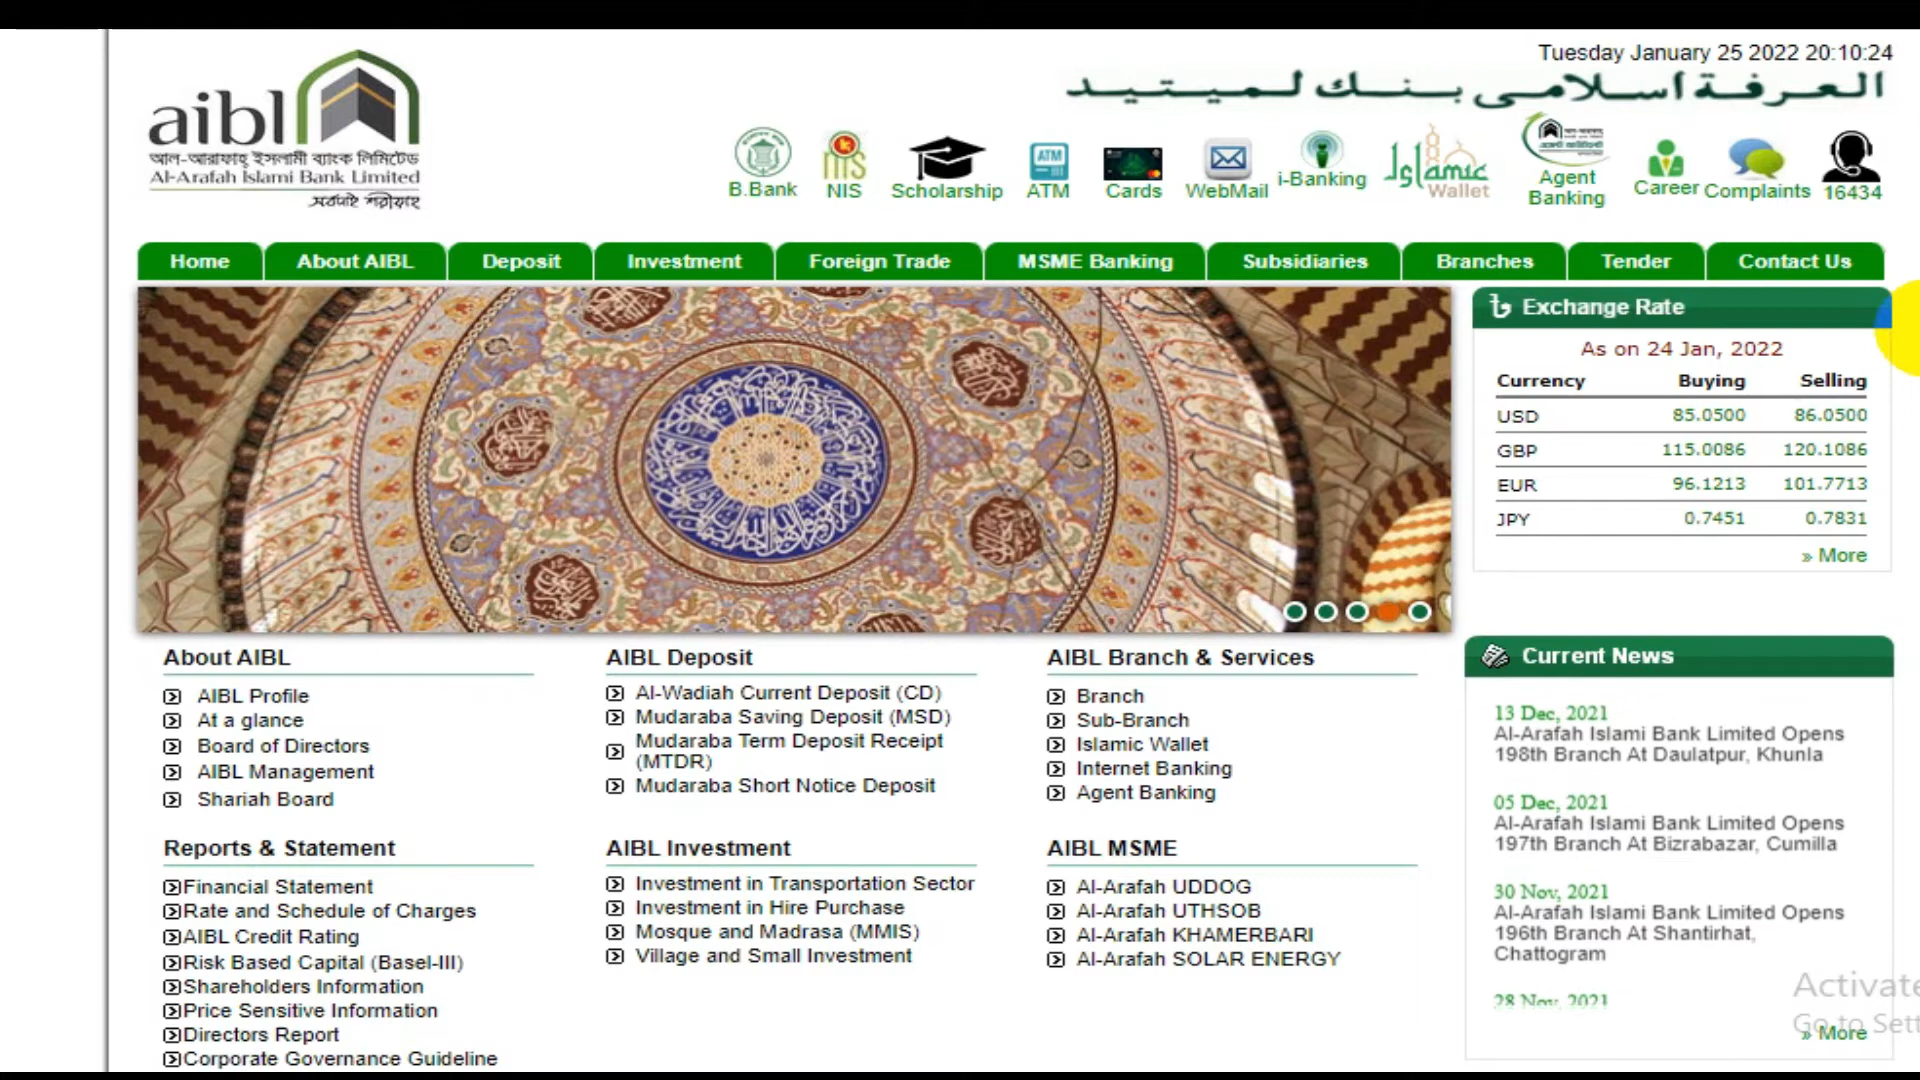 Tuesday January 25 2022 20:10:24
العرفة اسلامى بنك لميتيد
aibl
আল-আরাফাহ্ ইসলামী ব্যাংক লিমিটেড
Al-Arafah Islami Bank Limited
B.Bank
NIS
Scholarship
ATM
ATM
Cards
WebMail
i-Banking
Islamic
Wallet
Agent
Banking
Career
Complaints
16434
Home
About AIBL
Deposit
Investment
Foreign Trade
MSME Banking
Subsidiaries
Branches
Tender
Contact Us
Exchange Rate
As on 24 Jan, 2022
Currency Buying Selling
USD 85.0500 86.0500
GBP 115.0086 120.1086
EUR 96.1213 101.7713
JPY 0.7451 0.7831
» More
About AIBL
AIBL Profile
At a glance
Board of Directors
AIBL Management
Shariah Board
AIBL Deposit
Al-Wadiah Current Deposit (CD)
Mudaraba Saving Deposit (MSD)
Mudaraba Term Deposit Receipt
(MTDR)
Mudaraba Short Notice Deposit
AIBL Branch & Services
Branch
Sub-Branch
Islamic Wallet
Internet Banking
Agent Banking
Reports & Statement
Financial Statement
Rate and Schedule of Charges
AIBL Credit Rating
Risk Based Capital (Basel-III)
Shareholders Information
Price Sensitive Information
Directors Report
Corporate Governance Guideline
AIBL Investment
Investment in Transportation Sector
Investment in Hire Purchase
Mosque and Madrasa (MMIS)
Village and Small Investment
AIBL MSME
Al-Arafah UDDOG
Al-Arafah UTHSOB
Al-Arafah KHAMERBARI
Al-Arafah SOLAR ENERGY
Current News
13 Dec, 2021
Al-Arafah Islami Bank Limited Opens
198th Branch At Daulatpur, Khunla
05 Dec, 2021
Al-Arafah Islami Bank Limited Opens
197th Branch At Bizrabazar, Cumilla
30 Nov, 2021
Al-Arafah Islami Bank Limited Opens
196th Branch At Shantirhat,
Chattogram
28 Nov, 2021
» More
Activate
Go to Sett